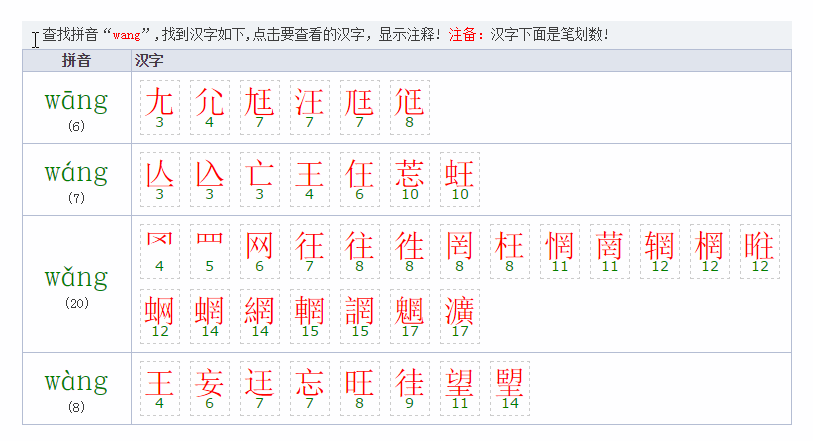 查找拼音“wang”,找到汉字如下,点击要查看的汉字，显示注释! 注备：汉字下面是笔划数!
拼音 汉字
wāng 尢 尣 尪 汪 尫 尩
(6) 3 4 7 7 7 8
wáng 亾 兦 亡 王 仼 莣 蚟
(7) 3 3 3 4 6 10 10
罓 罒 网 彺 往 徃 罔 枉 惘 菵 辋 棢 暀
4 5 6 7 8 8 8 8 11 11 12 12 12
wǎng
(20)
蛧 蝄 網 輞 誷 魍 瀇
12 14 14 15 15 17 17
wàng 王 妄 迋 忘 旺 徍 望 朢
(8) 4 6 7 7 8 9 11 14